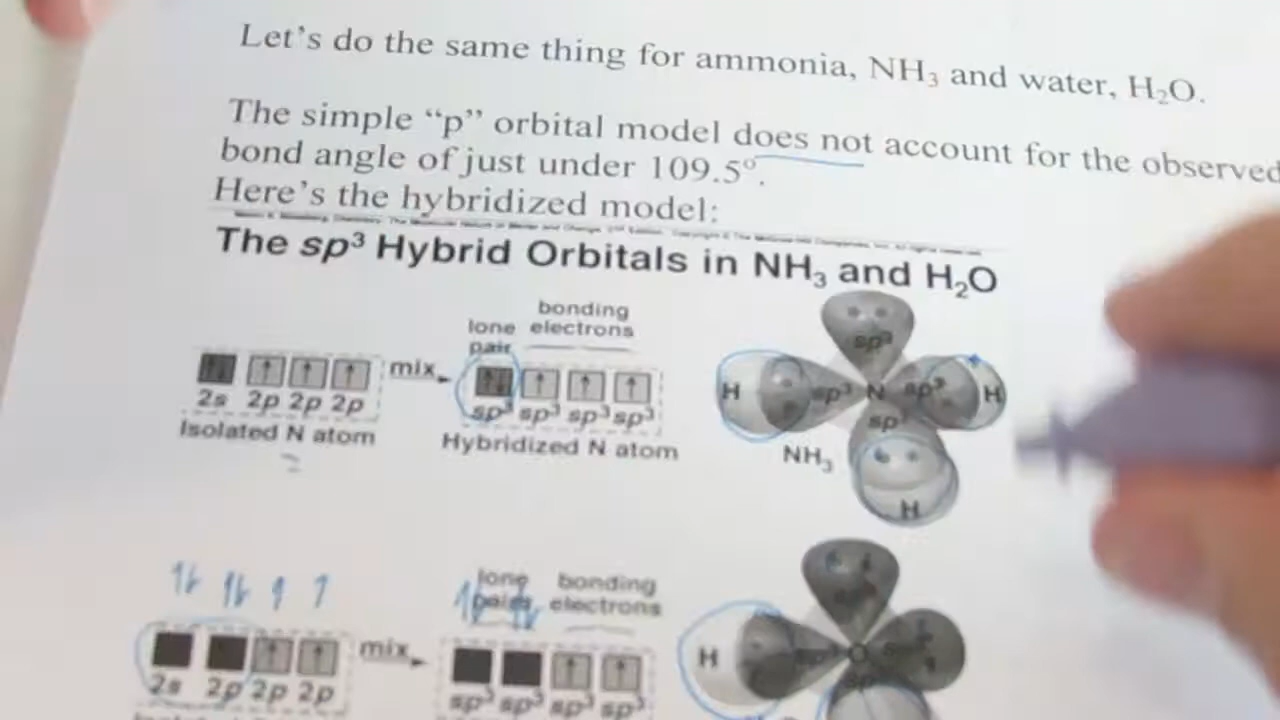 Let's do the same thing for ammonia, NH₃ and water, H₂O.
The simple “p” orbital model does not account for the observed
bond angle of just under 109.5º.
Here's the hybridized model:
The sp³ Hybrid Orbitals in NH₃ and H₂O
bonding
lone electrons
pair
mix
2s 2p 2p 2p
sp³ sp³ sp³ sp³
Isolated N atom
Hybridized N atom
sp³
H sp³ N sp³ H
sp³
NH₃
H
lone bonding
pairs electrons
mix
2s 2p 2p 2p
sp³ sp³ sp³ sp³
H O